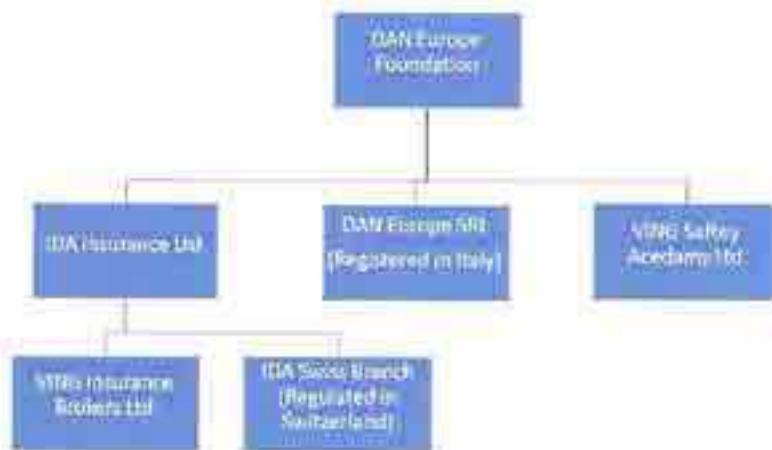 DAN Europe
Foundation
IDA Insurance Ltd
DAN Europe SRL
(Registered in Italy)
VING Saftey
Acedamy Ltd
VING Insurance
Brokers Ltd
IDA Swiss Branch
(Regulated in
Switzerland)